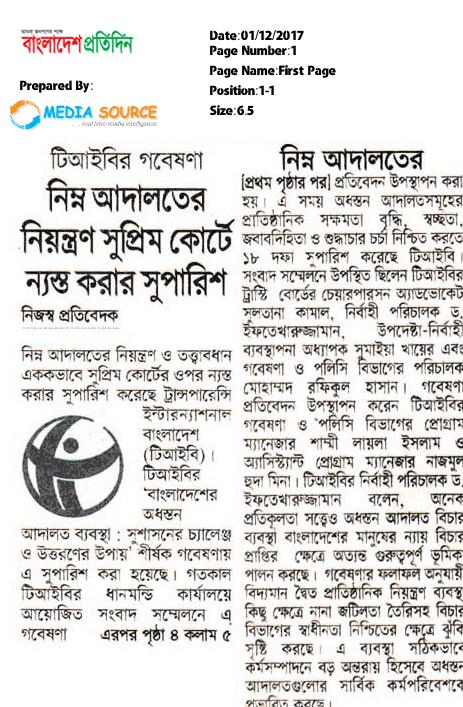 আমরা জনগণের পক্ষে
বাংলাদেশ প্রতিদিন
Prepared By:
MEDIA SOURCE
real time media intelligence
Date:01/12/2017
Page Number:1
Page Name:First Page
Position:1-1
Size:6.5
টিআইবির গবেষণা
নিম্ন আদালতের
নিয়ন্ত্রণ সুপ্রিম কোর্টে
ন্যস্ত করার সুপারিশ
নিজস্ব প্রতিবেদক
নিম্ন আদালতের নিয়ন্ত্রণ ও তত্ত্বাবধান
এককভাবে সুপ্রিম কোর্টের ওপর ন্যস্ত
করার সুপারিশ করেছে ট্রান্সপারেন্সি
ইন্টারন্যাশনাল
বাংলাদেশ
(টিআইবি)।
টিআইবির
'বাংলাদেশের
অধস্তন
আদালত ব্যবস্থা : সুশাসনের চ্যালেঞ্জ
ও উত্তরণের উপায়' শীর্ষক গবেষণায়
এ সুপারিশ করা হয়েছে। গতকাল
টিআইবির ধানমন্ডি কার্যালয়ে
আয়োজিত সংবাদ সম্মেলনে এ
গবেষণা এরপর পৃষ্ঠা ৪ কলাম ৫
নিম্ন আদালতের
[প্রথম পৃষ্ঠার পর] প্রতিবেদন উপস্থাপন করা
হয়। এ সময় অধস্তন আদালতসমূহের
প্রাতিষ্ঠানিক সক্ষমতা বৃদ্ধি, স্বচ্ছতা,
জবাবদিহিতা ও শুদ্ধাচার চর্চা নিশ্চিত করতে
১৮ দফা সুপারিশ করেছে টিআইবি।
সংবাদ সম্মেলনে উপস্থিত ছিলেন টিআইবির
ট্রাস্টি বোর্ডের চেয়ারপারসন অ্যাডভোকেট
সুলতানা কামাল, নির্বাহী পরিচালক ড.
ইফতেখারুজ্জামান, উপদেষ্টা-নির্বাহী
ব্যবস্থাপনা অধ্যাপক সুমাইয়া খায়ের এবং
গবেষণা ও পলিসি বিভাগের পরিচালক
মোহাম্মদ রফিকুল হাসান। গবেষণা
প্রতিবেদন উপস্থাপন করেন টিআইবির
গবেষণা ও পলিসি বিভাগের প্রোগ্রাম
ম্যানেজার শাম্মী লায়লা ইসলাম ও
অ্যাসিস্ট্যান্ট প্রোগ্রাম ম্যানেজার নাজমুল
হুদা মিনা। টিআইবির নির্বাহী পরিচালক ড.
ইফতেখারুজ্জামান বলেন, অনেক
প্রতিকূলতা সত্ত্বেও অধস্তন আদালত বিচার
ব্যবস্থা বাংলাদেশের মানুষের ন্যায় বিচার
প্রাপ্তির ক্ষেত্রে অত্যন্ত গুরুত্বপূর্ণ ভূমিক
পালন করছে। গবেষণার ফলাফল অনুযায়ী
বিদ্যমান দ্বৈত প্রাতিষ্ঠানিক নিয়ন্ত্রণ ব্যবস্থ
কিছু ক্ষেত্রে নানা জটিলতা তৈরিসহ বিচার
বিভাগের স্বাধীনতা নিশ্চিতের ক্ষেত্রে ঝুঁকি
সৃষ্টি করছে। এ ব্যবস্থা সঠিকভাবে
কর্মসম্পাদনে বড় অন্তরায় হিসেবে অধস্তন
আদালতগুলোর সার্বিক কর্মপরিবেশকে
প্রভাবিত করছে।